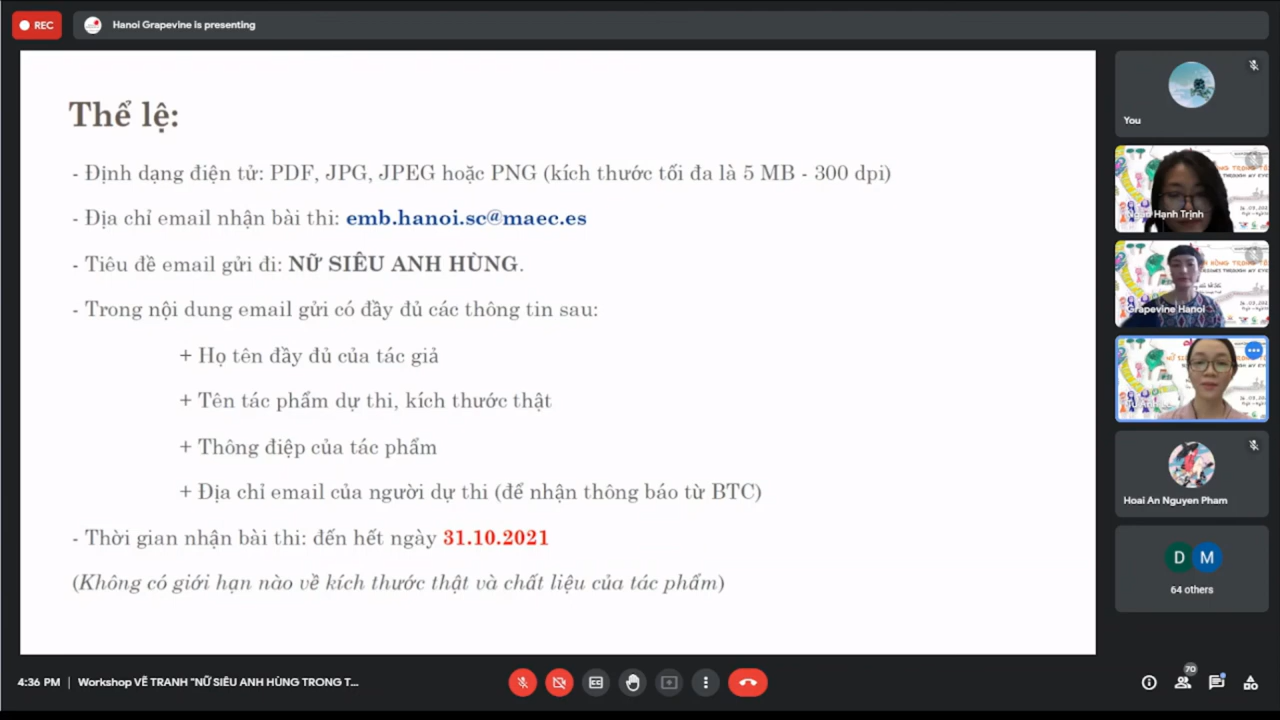 REC
Hanoi Grapevine is presenting
Thể lệ:
- Định dạng điện tử: PDF, JPG, JPEG hoặc PNG (kích thước tối đa là 5 MB - 300 dpi)
- Địa chỉ email nhận bài thi: emb.hanoi.sc@maec.es
- Tiêu đề email gửi đi: NỮ SIÊU ANH HÙNG.
- Trong nội dung email gửi có đầy đủ các thông tin sau:
+ Họ tên đầy đủ của tác giả
+ Tên tác phẩm dự thi, kích thước thật
+ Thông điệp của tác phẩm
+ Địa chỉ email của người dự thi (để nhận thông báo từ BTC)
- Thời gian nhận bài thi: đến hết ngày 31.10.2021
(Không có giới hạn nào về kích thước thật và chất liệu của tác phẩm)
You
Hạnh Trịnh
Grapevine Hanoi
Hoai An Nguyen Pham
D M
64 others
4:36 PM | Workshop VẼ TRANH "NỮ SIÊU ANH HÙNG TRONG T...
70